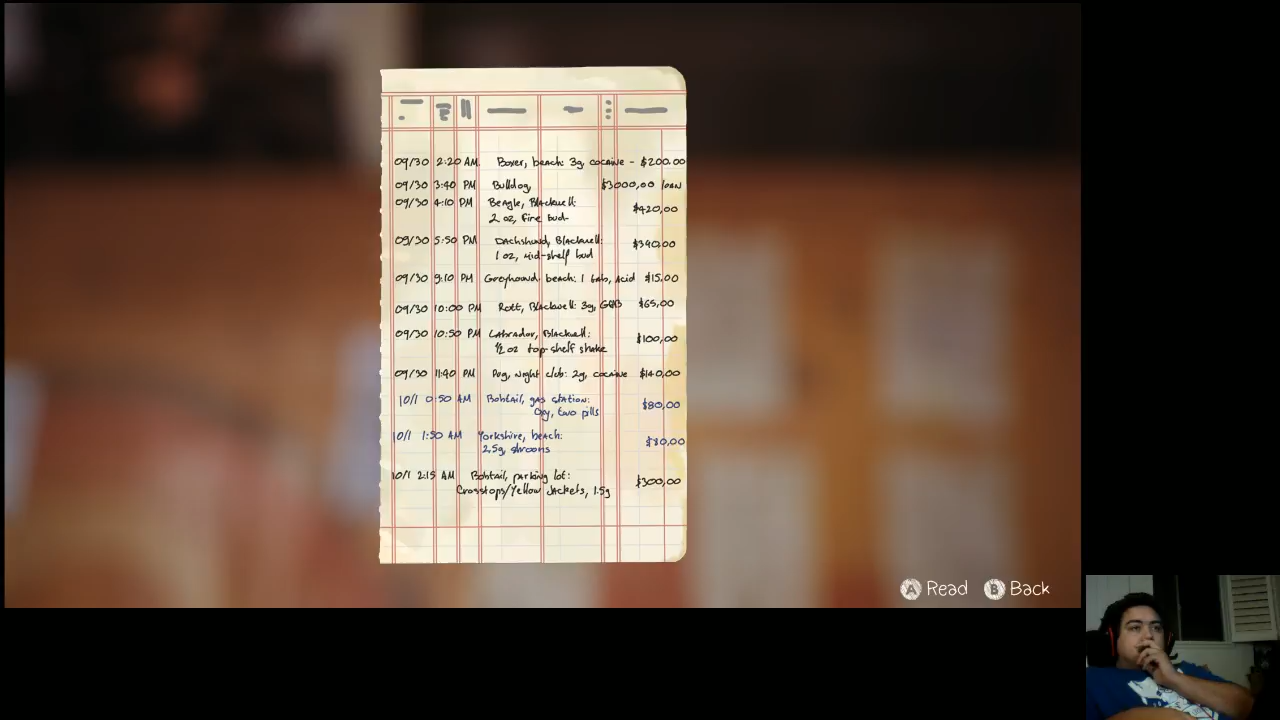 09/30 2:20 AM Boxer, beach: 3g, cocaine - $200.00
09/30 3:40 PM Bulldog, $3000,00 loan
09/30 4:10 PM Beagle, Blackwell: $420,00
2 oz, fire bud
09/30 5:50 PM Dachshund, Blackwell: $340,00
1 oz, mid-shelf bud
09/30 9:10 PM Greyhound beach: 1 tab, Acid $15.00
09/30 10:00 PM Rott, Blackwell: 3g, GHB $65,00
09/30 10:50 PM Labrador, Blackwell: $100,00
1/2 oz top-shelf shake
09/30 11:40 PM Pug, night club: 2g, cocaine $140,00
10/1 0:50 AM Bobtail, gas station: $80,00
two pills
10/1 1:50 AM Yorkshire, beach: $80,00
2.5g, shrooms
10/1 2:15 AM Bobtail, parking lot: $300,00
Crosstops/Yellow Jackets, 1.5g
A Read B Back